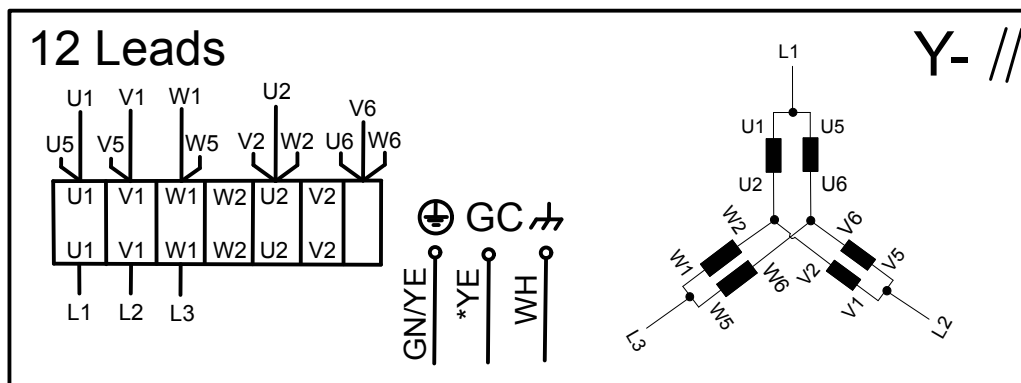 12 Leads
Y- //
U1 V1 W1 U2 V6
U5 V5 W5 V2 W2 U6 W6
U1 V1 W1 W2 U2 V2
U1 V1 W1 W2 U2 V2
L1 L2 L3
GC
GN/YE *YE WH
L1
U1 U5
U2 U6
W2 V6
W1 W6 V2 V5
W5 V1
L3 L2